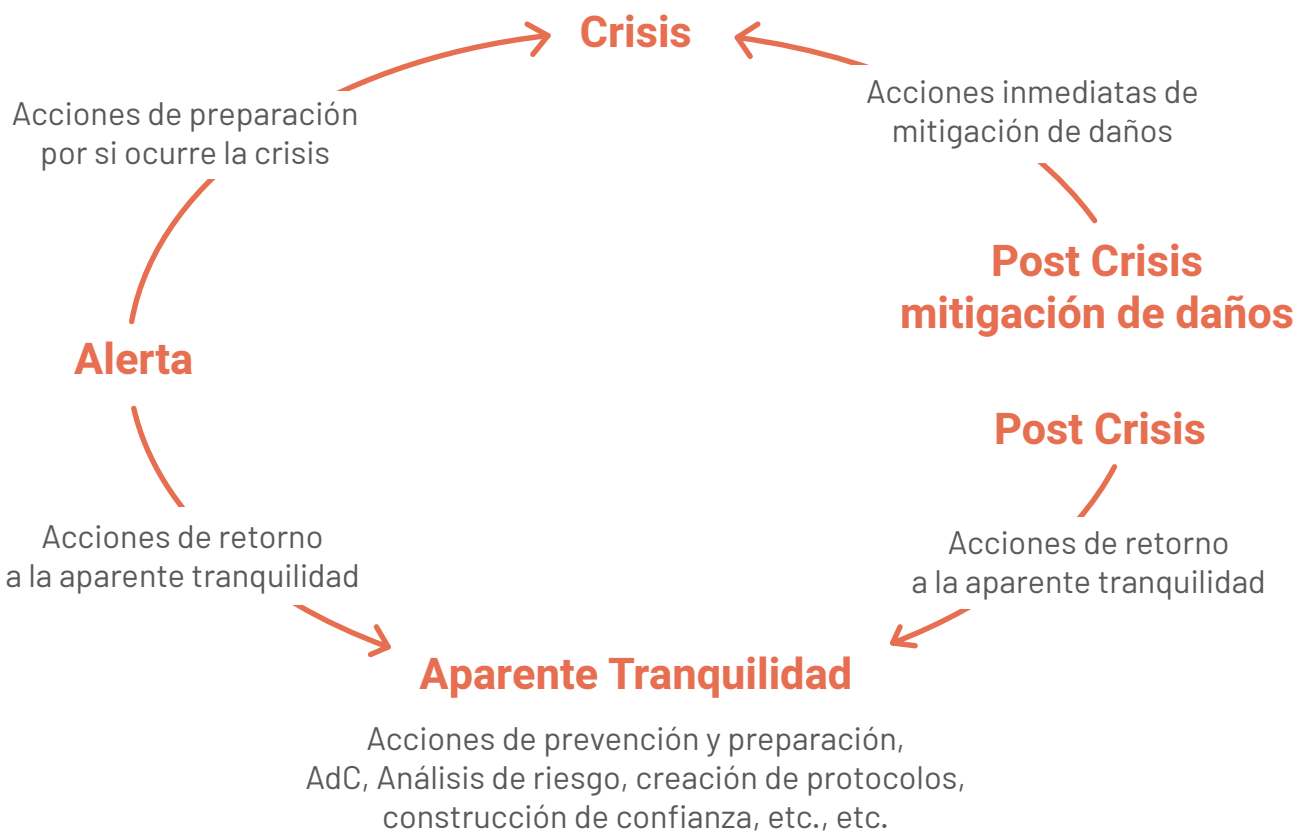 Crisis
Acciones de preparación
por si ocurre la crisis
Acciones inmediatas de
mitigación de daños
Post Crisis
mitigación de daños
Alerta
Post Crisis
Acciones de retorno
a la aparente tranquilidad
Acciones de retorno
a la aparente tranquilidad
Aparente Tranquilidad
Acciones de prevención y preparación,
AdC, Análisis de riesgo, creación de protocolos,
construcción de confianza, etc., etc.